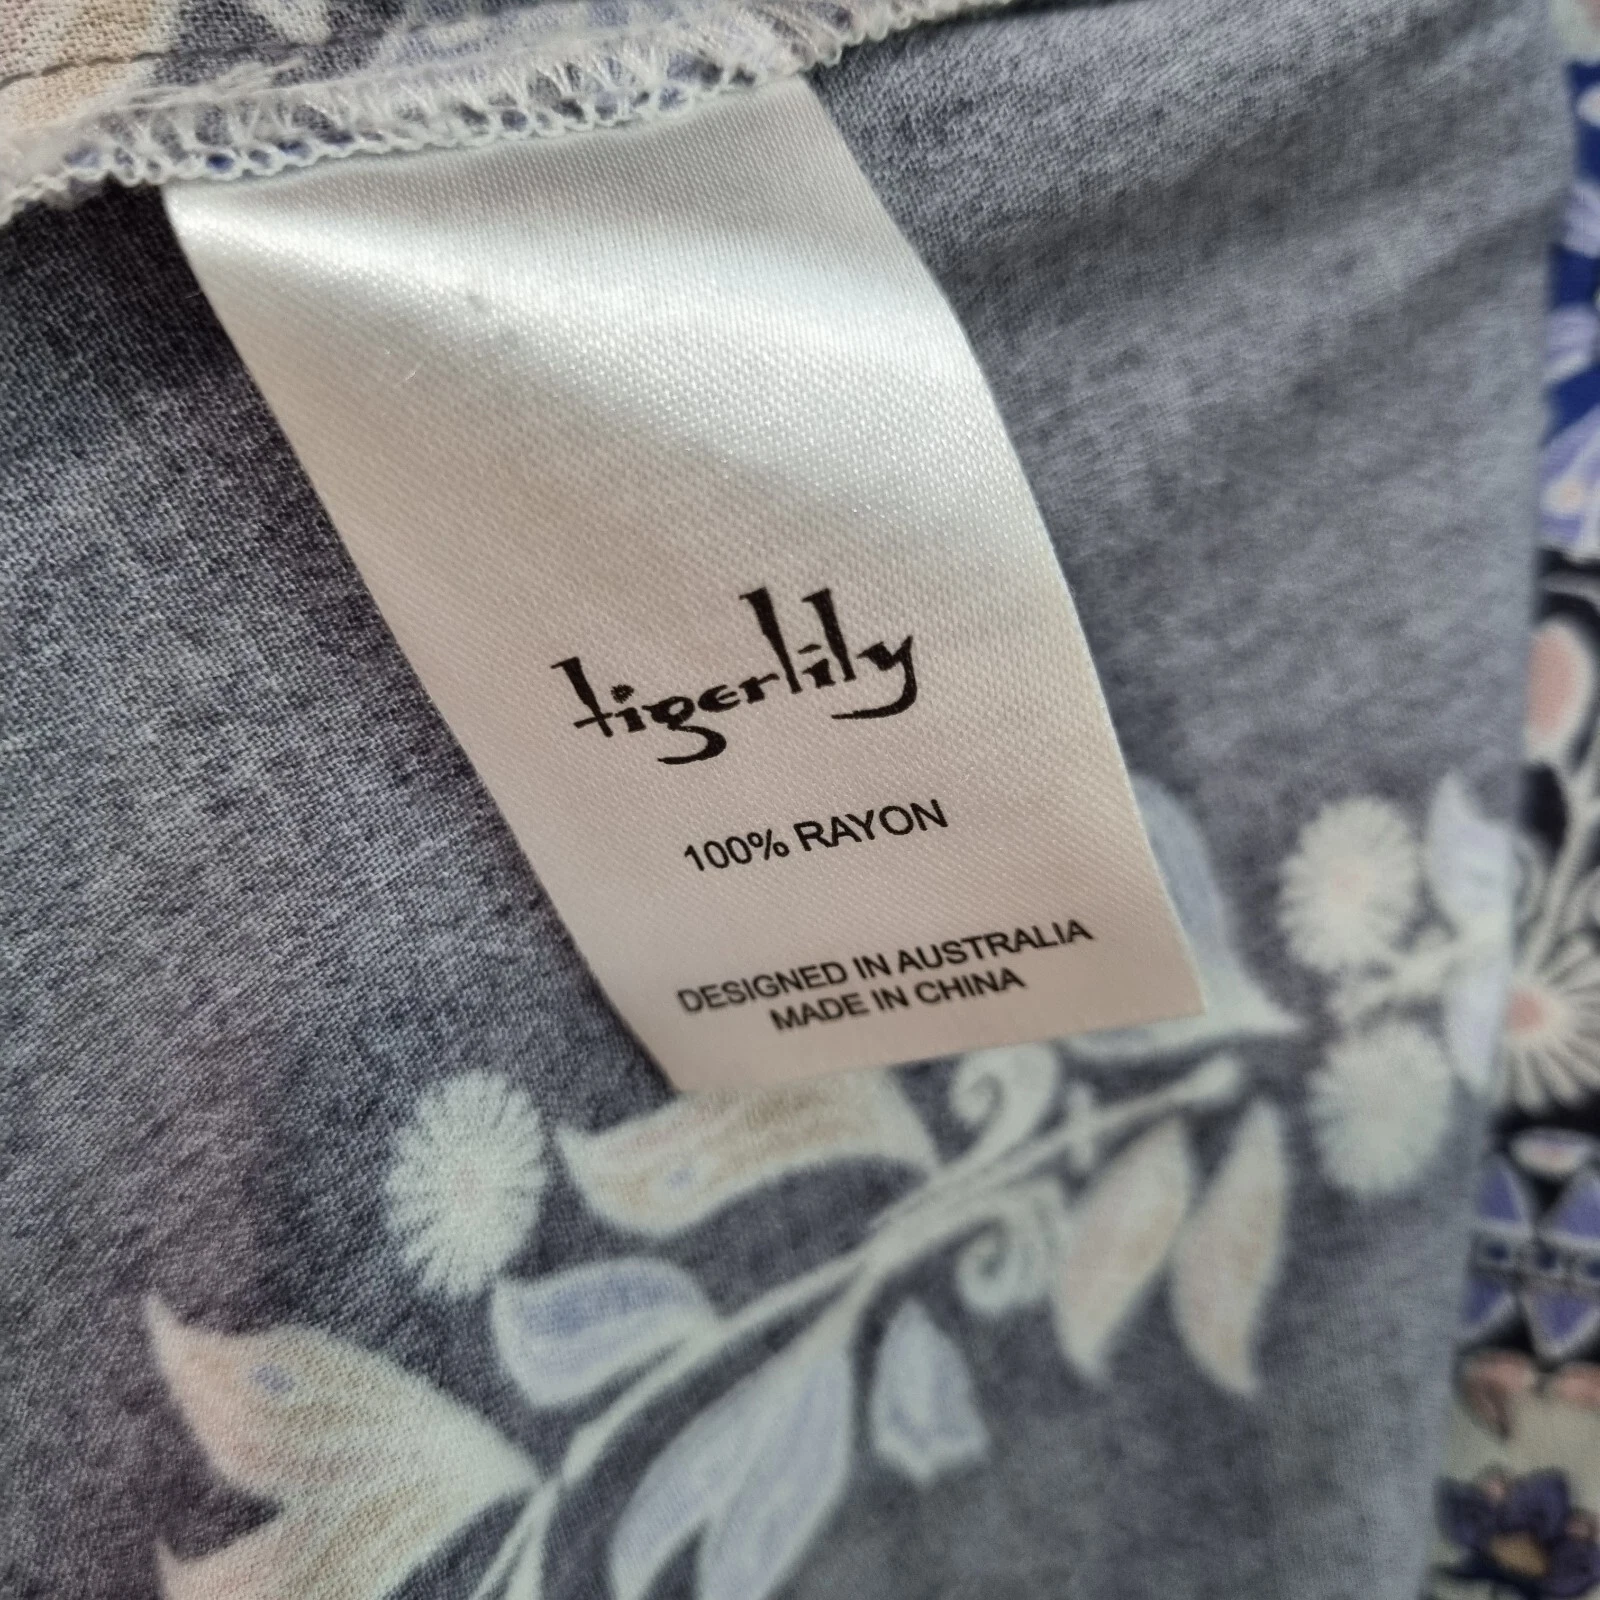 tigerlily
100% RAYON
DESIGNED IN AUSTRALIA
MADE IN CHINA